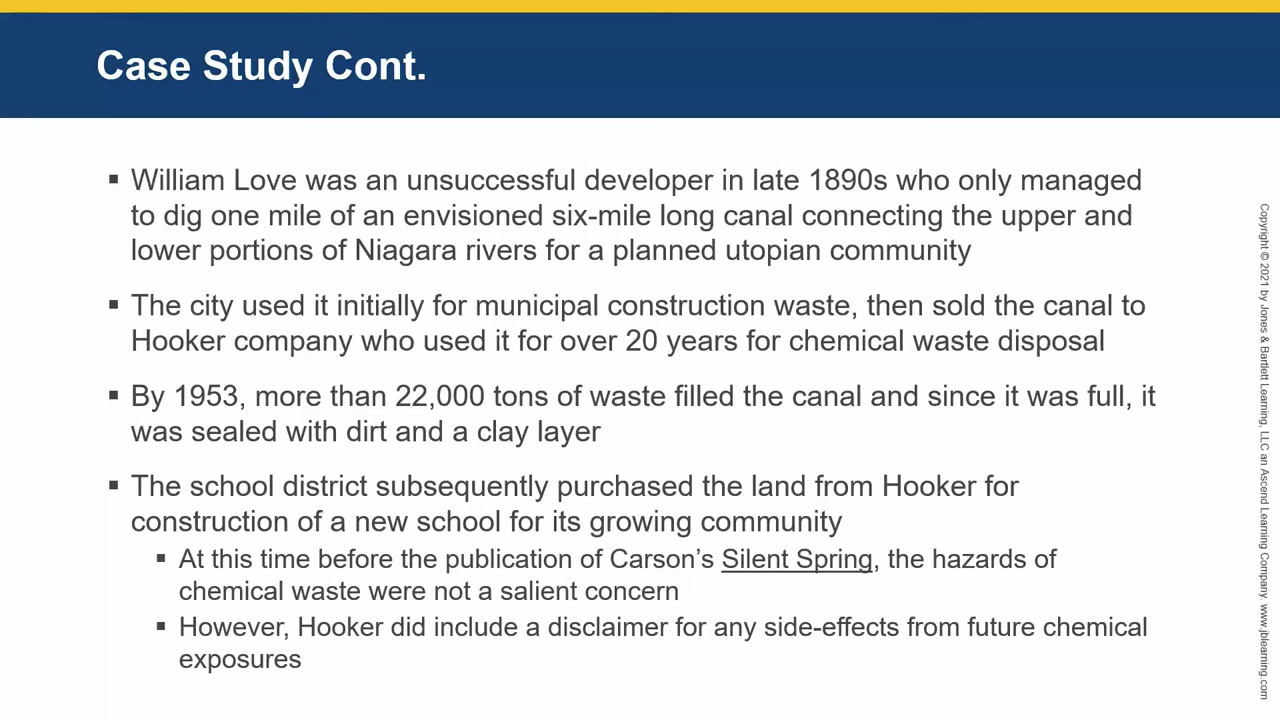 Case Study Cont.
▪ William Love was an unsuccessful developer in late 1890s who only managed
to dig one mile of an envisioned six-mile long canal connecting the upper and
lower portions of Niagara rivers for a planned utopian community
▪ The city used it initially for municipal construction waste, then sold the canal to
Hooker company who used it for over 20 years for chemical waste disposal
▪ By 1953, more than 22,000 tons of waste filled the canal and since it was full, it
was sealed with dirt and a clay layer
▪ The school district subsequently purchased the land from Hooker for
construction of a new school for its growing community
▪ At this time before the publication of Carson’s Silent Spring, the hazards of
chemical waste were not a salient concern
▪ However, Hooker did include a disclaimer for any side-effects from future chemical
exposures
Copyright © 2021 by Jones & Bartlett Learning, LLC an Ascend Learning Company. www.jblearning.com